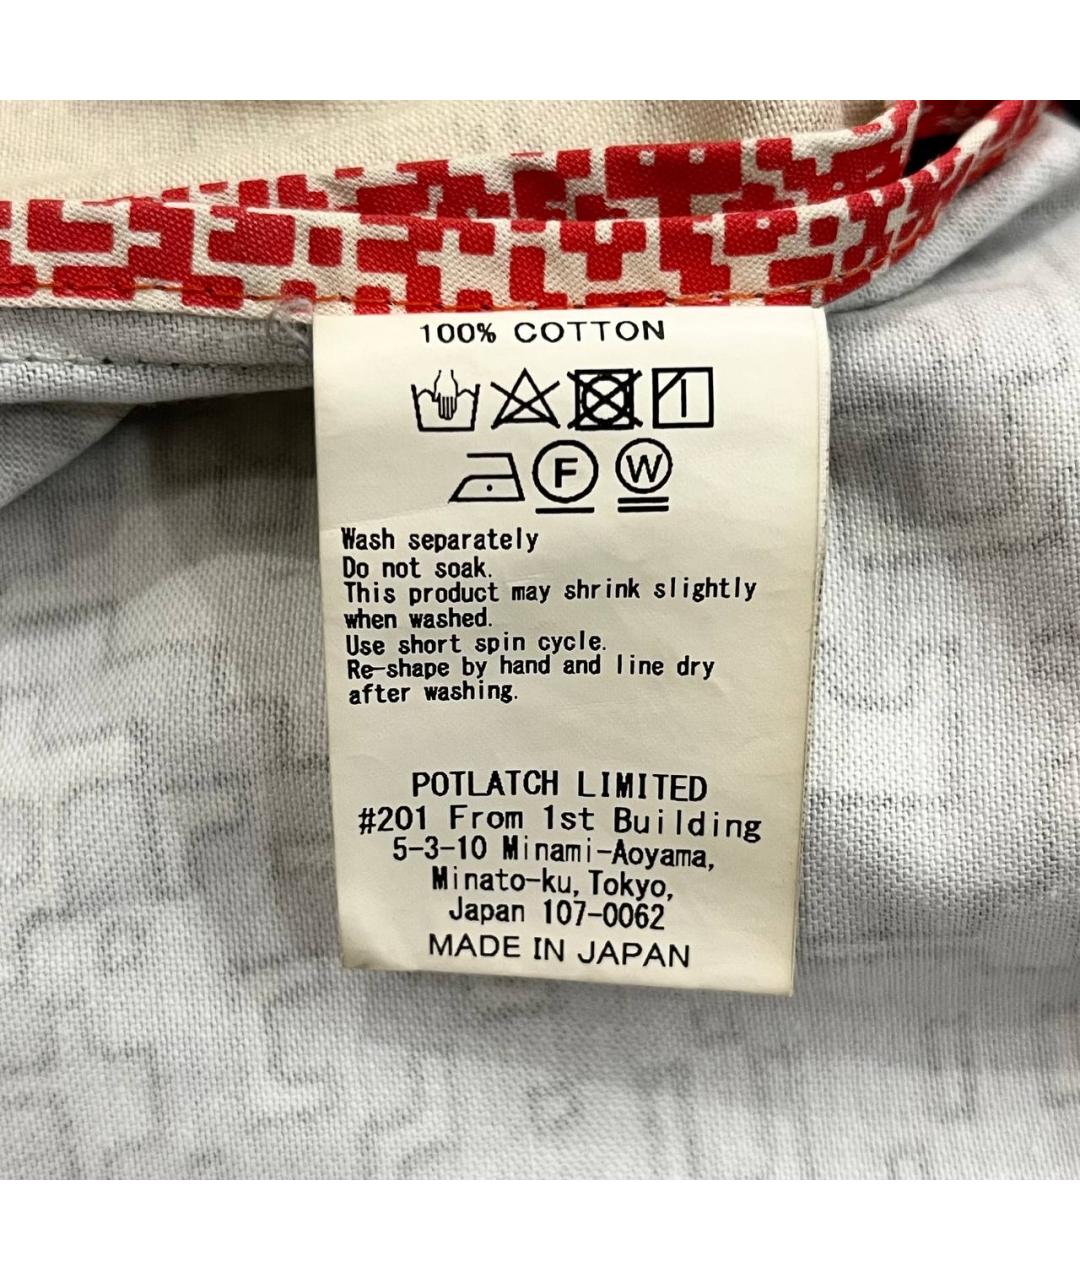 100% COTTON
F W
Wash separately
Do not soak.
This product may shrink slightly
when washed.
Use short spin cycle.
Re-shape by hand and line dry
after washing.
POTLATCH LIMITED
#201 From 1st Building
5-3-10 Minami-Aoyama,
Minato-ku, Tokyo,
Japan 107-0062
MADE IN JAPAN